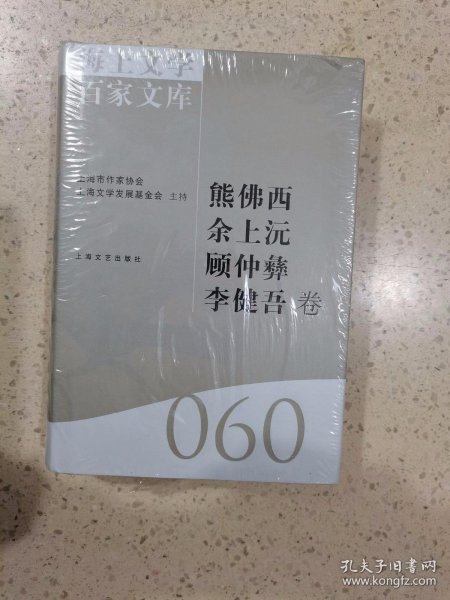 海上文学
百家文库
上海市作家协会
上海文学发展基金会 主持
上海文艺出版社
熊佛西
余上沅
顾仲彝
李健吾 卷
060
孔夫子旧书网
www.kongfz.com